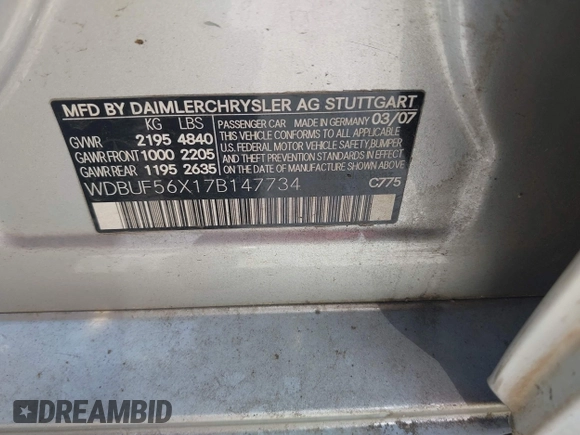 MFD BY DAIMLERCHRYSLER AG STUTTGART
KG LBS
GVWR 2195 4840
GAWR FRONT 1000 2205
GAWR REAR 1195 2635
PASSENGER CAR MADE IN GERMANY 03/07
THIS VEHICLE CONFORMS TO ALL APPLICABLE
U.S. FEDERAL MOTOR VEHICLE SAFETY, BUMPER
AND THEFT PREVENTION STANDARDS IN EFFECT
ON THE DATE OF MANUFACTURE SHOWN ABOVE
WDBUF56X17B147734 C775
DREAMBID